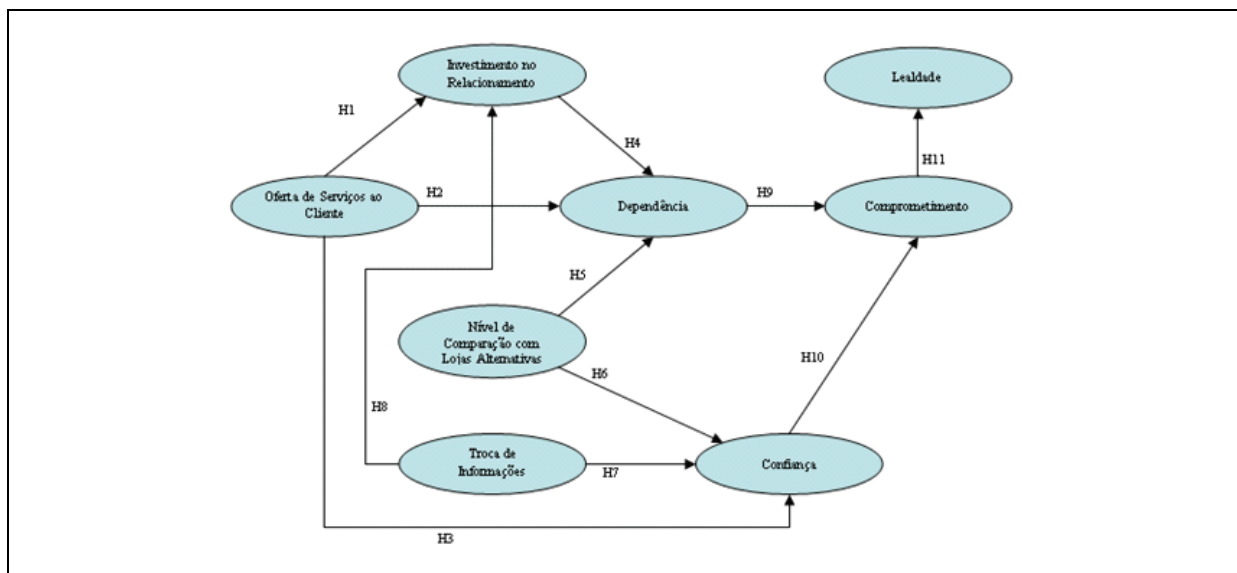 Investimento no
Relacionamento
Lealdade
H1
H4
H11
Oferta de Serviços ao
Cliente
H2
Dependência
H9
Comprometimento
H5
Nível de
Comparação com
Lojas Alternativas
H10
H6
H8
Troca de
Informações
H7
Confiança
H3